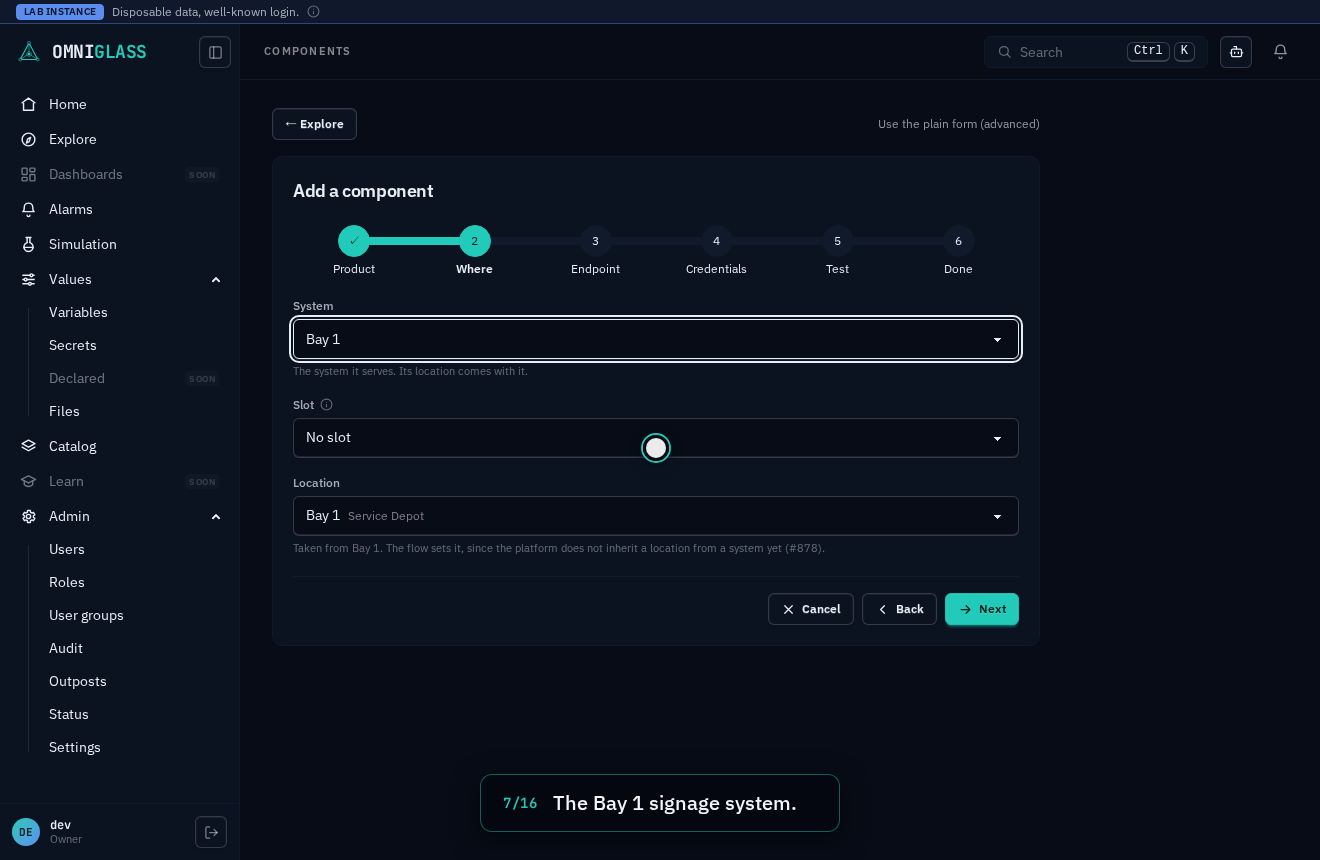 LAB INSTANCE Disposable data, well-known login.
OMNIGLASS
COMPONENTS
Search Ctrl K
Home
Explore
Dashboards SOON
Alarms
Simulation
Values
Variables
Secrets
Declared SOON
Files
Catalog
Learn SOON
Admin
Users
Roles
User groups
Audit
Outposts
Status
Settings
DE dev
Owner
← Explore
Use the plain form (advanced)
Add a component
✓ 2 3 4 5 6
Product Where Endpoint Credentials Test Done
System
Bay 1
The system it serves. Its location comes with it.
Slot
No slot
Location
Bay 1 Service Depot
Taken from Bay 1. The flow sets it, since the platform does not inherit a location from a system yet (#878).
Cancel Back Next
7/16 The Bay 1 signage system.